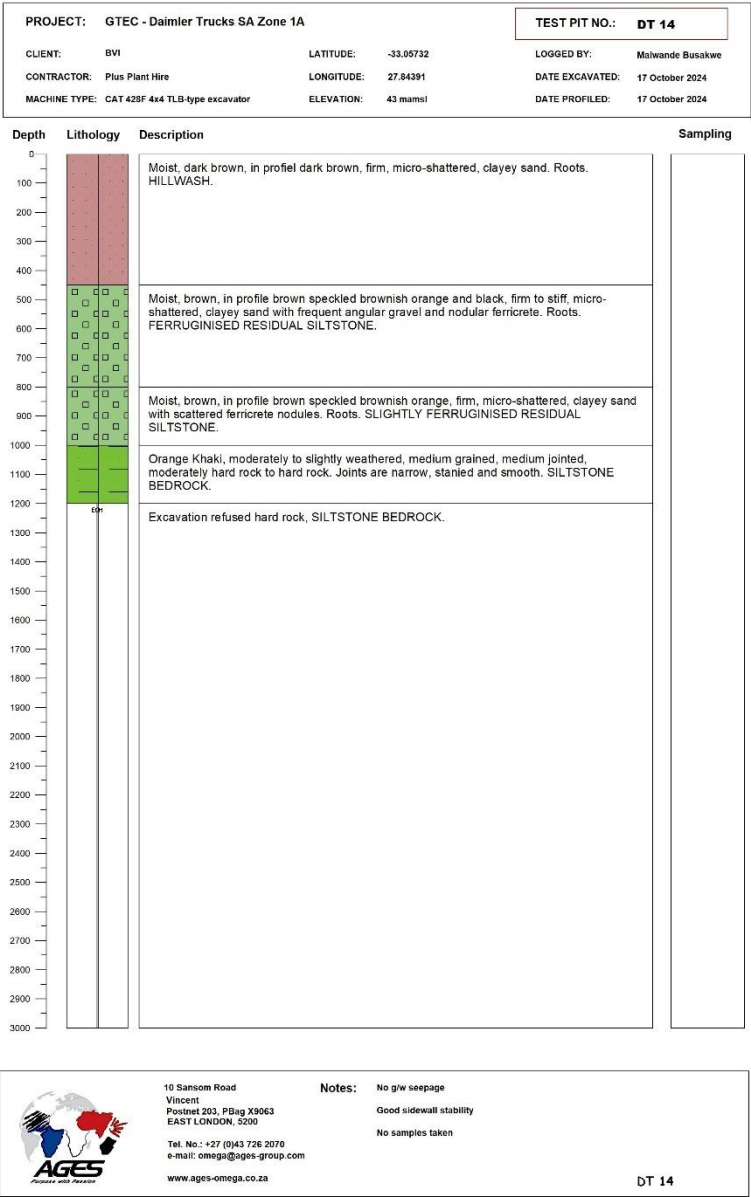 PROJECT: GTEC - Daimler Trucks SA Zone 1A
TEST PIT NO.: DT 14
CLIENT: BVI LATITUDE: -33.05732 LOGGED BY: Malwande Busakwe
CONTRACTOR: Plus Plant Hire LONGITUDE: 27.84391 DATE EXCAVATED: 17 October 2024
MACHINE TYPE: CAT 428F 4x4 TLB-type excavator ELEVATION: 43 mamsl DATE PROFILED: 17 October 2024
Depth Lithology Description Sampling
0
Moist, dark brown, in profiel dark brown, firm, micro-shattered, clayey sand. Roots.
HILLWASH.
100
200
300
400
Moist, brown, in profile brown speckled brownish orange and black, firm to stiff, micro-
shattered, clayey sand with frequent angular gravel and nodular ferricrete. Roots.
FERRUGINISED RESIDUAL SILTSTONE.
500
600
700
800
Moist, brown, in profile brown speckled brownish orange, firm, micro-shattered, clayey sand
with scattered ferricrete nodules. Roots. SLIGHTLY FERRUGINISED RESIDUAL
SILTSTONE.
900
1000
Orange Khaki, moderately to slightly weathered, medium grained, medium jointed,
moderately hard rock to hard rock. Joints are narrow, stanied and smooth. SILTSTONE
BEDROCK.
1100
1200
EOH
Excavation refused hard rock, SILTSTONE BEDROCK.
1300
1400
1500
1600
1700
1800
1900
2000
2100
2200
2300
2400
2500
2600
2700
2800
2900
3000
AGES
Purpose with Passion
10 Sansom Road
Vincent
Postnet 203, PBag X9063
EAST LONDON, 5200
Tel. No.: +27 (0)43 726 2070
e-mail: omega@ages-group.com
www.ages-omega.co.za
Notes: No g/w seepage
Good sidewall stability
No samples taken
DT 14